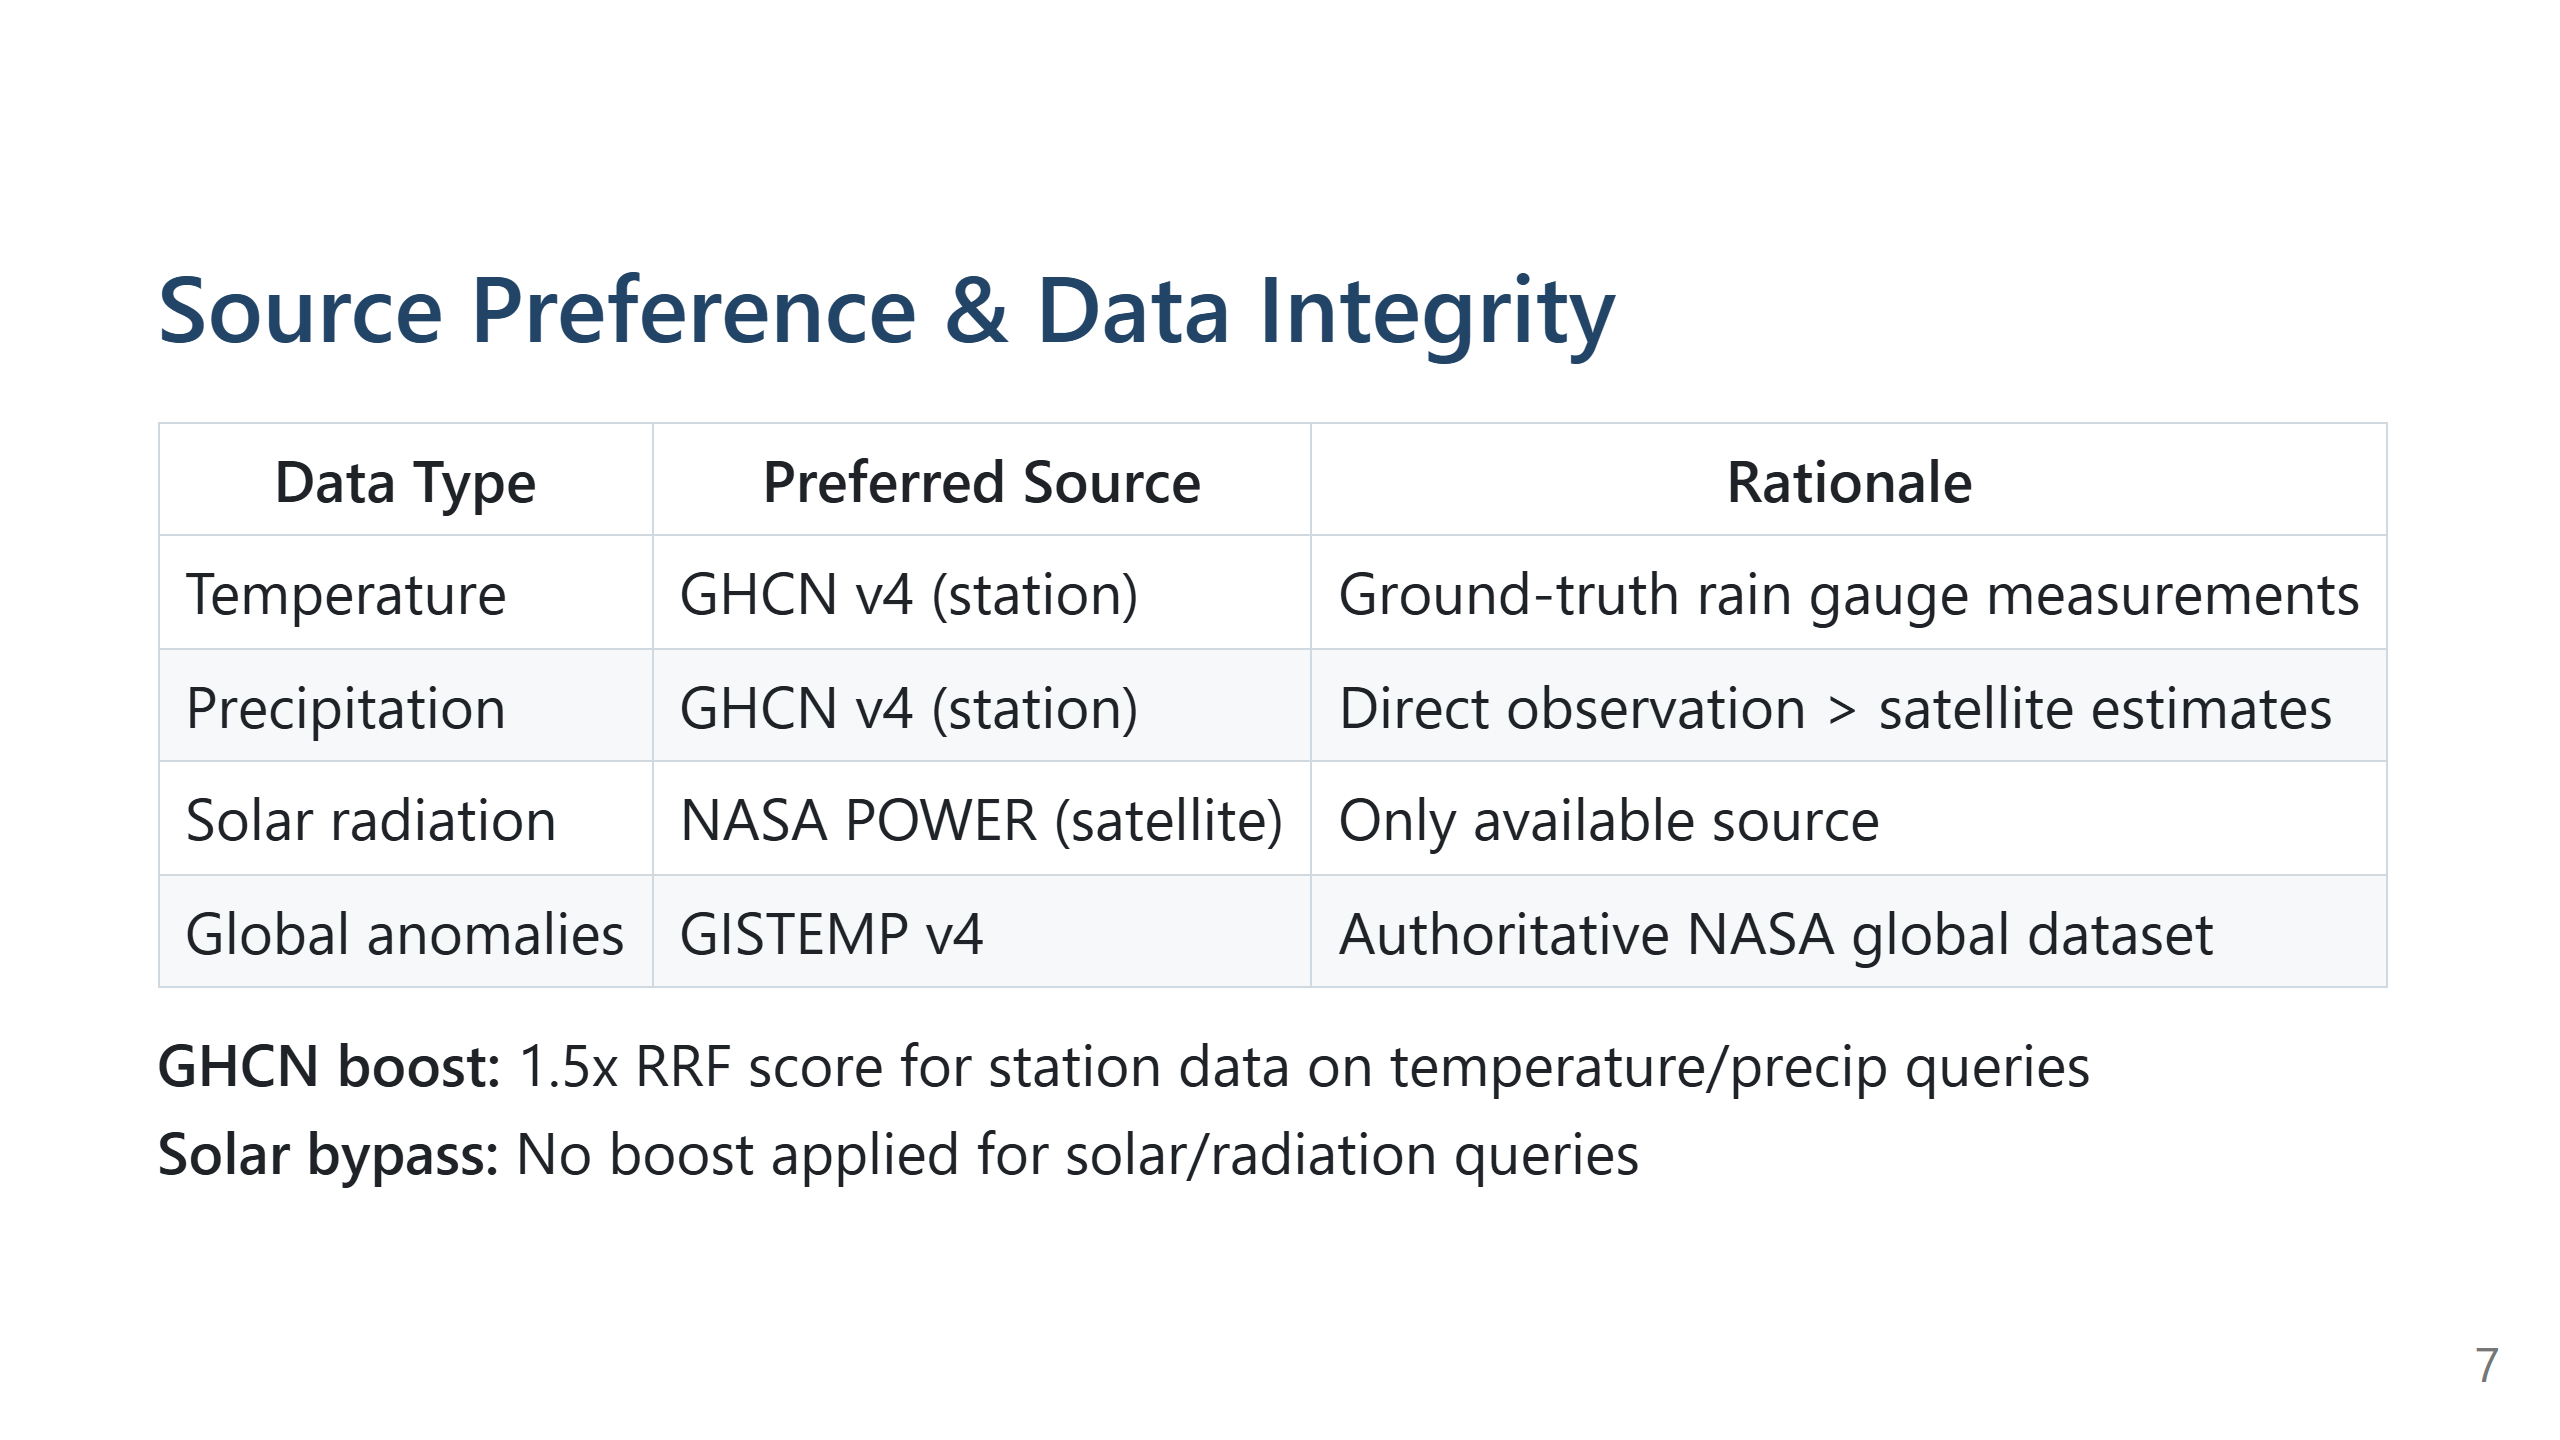 Source Preference & Data Integrity
Data Type Preferred Source Rationale
Temperature GHCN v4 (station) Ground-truth rain gauge measurements
Precipitation GHCN v4 (station) Direct observation > satellite estimates
Solar radiation NASA POWER (satellite) Only available source
Global anomalies GISTEMP v4 Authoritative NASA global dataset
GHCN boost: 1.5x RRF score for station data on temperature/precip queries
Solar bypass: No boost applied for solar/radiation queries
7